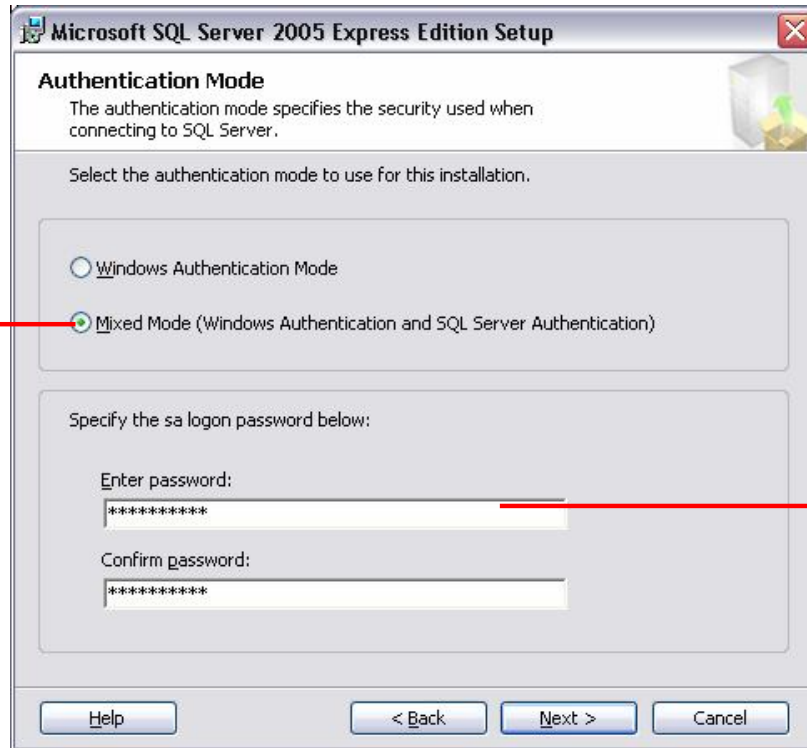 Microsoft SQL Server 2005 Express Edition Setup
Authentication Mode
The authentication mode specifies the security used when
connecting to SQL Server.
Select the authentication mode to use for this installation.
Windows Authentication Mode
Mixed Mode (Windows Authentication and SQL Server Authentication)
Specify the sa logon password below:
Enter password:
**********
Confirm password:
**********
Help < Back Next > Cancel